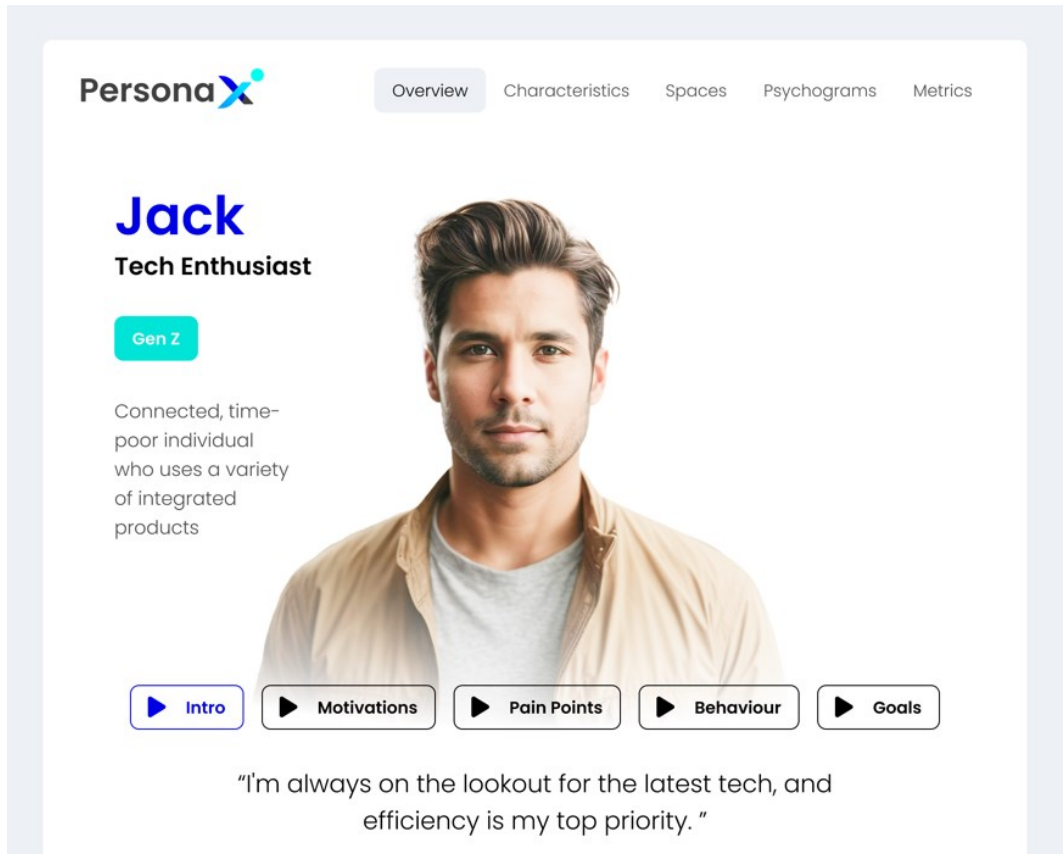 PersonaX
Overview Characteristics Spaces Psychograms Metrics
Jack
Tech Enthusiast
Gen Z
Connected, time-
poor individual
who uses a variety
of integrated
products
Intro Motivations Pain Points Behaviour Goals
“I'm always on the lookout for the latest tech, and
efficiency is my top priority. ”